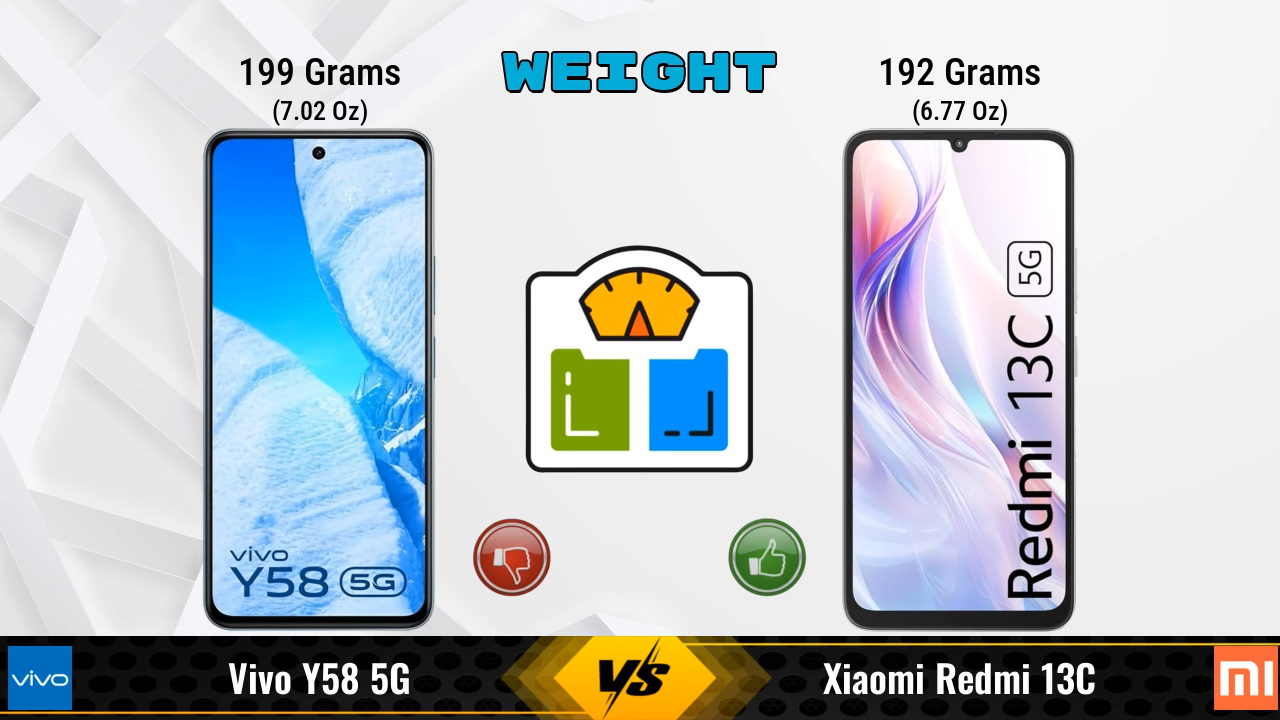 WEIGHT
199 Grams
(7.02 Oz)
192 Grams
(6.77 Oz)
vivo
Y58 5G
Redmi 13C 5G
vivo
Vivo Y58 5G
VS
Xiaomi Redmi 13C
mi